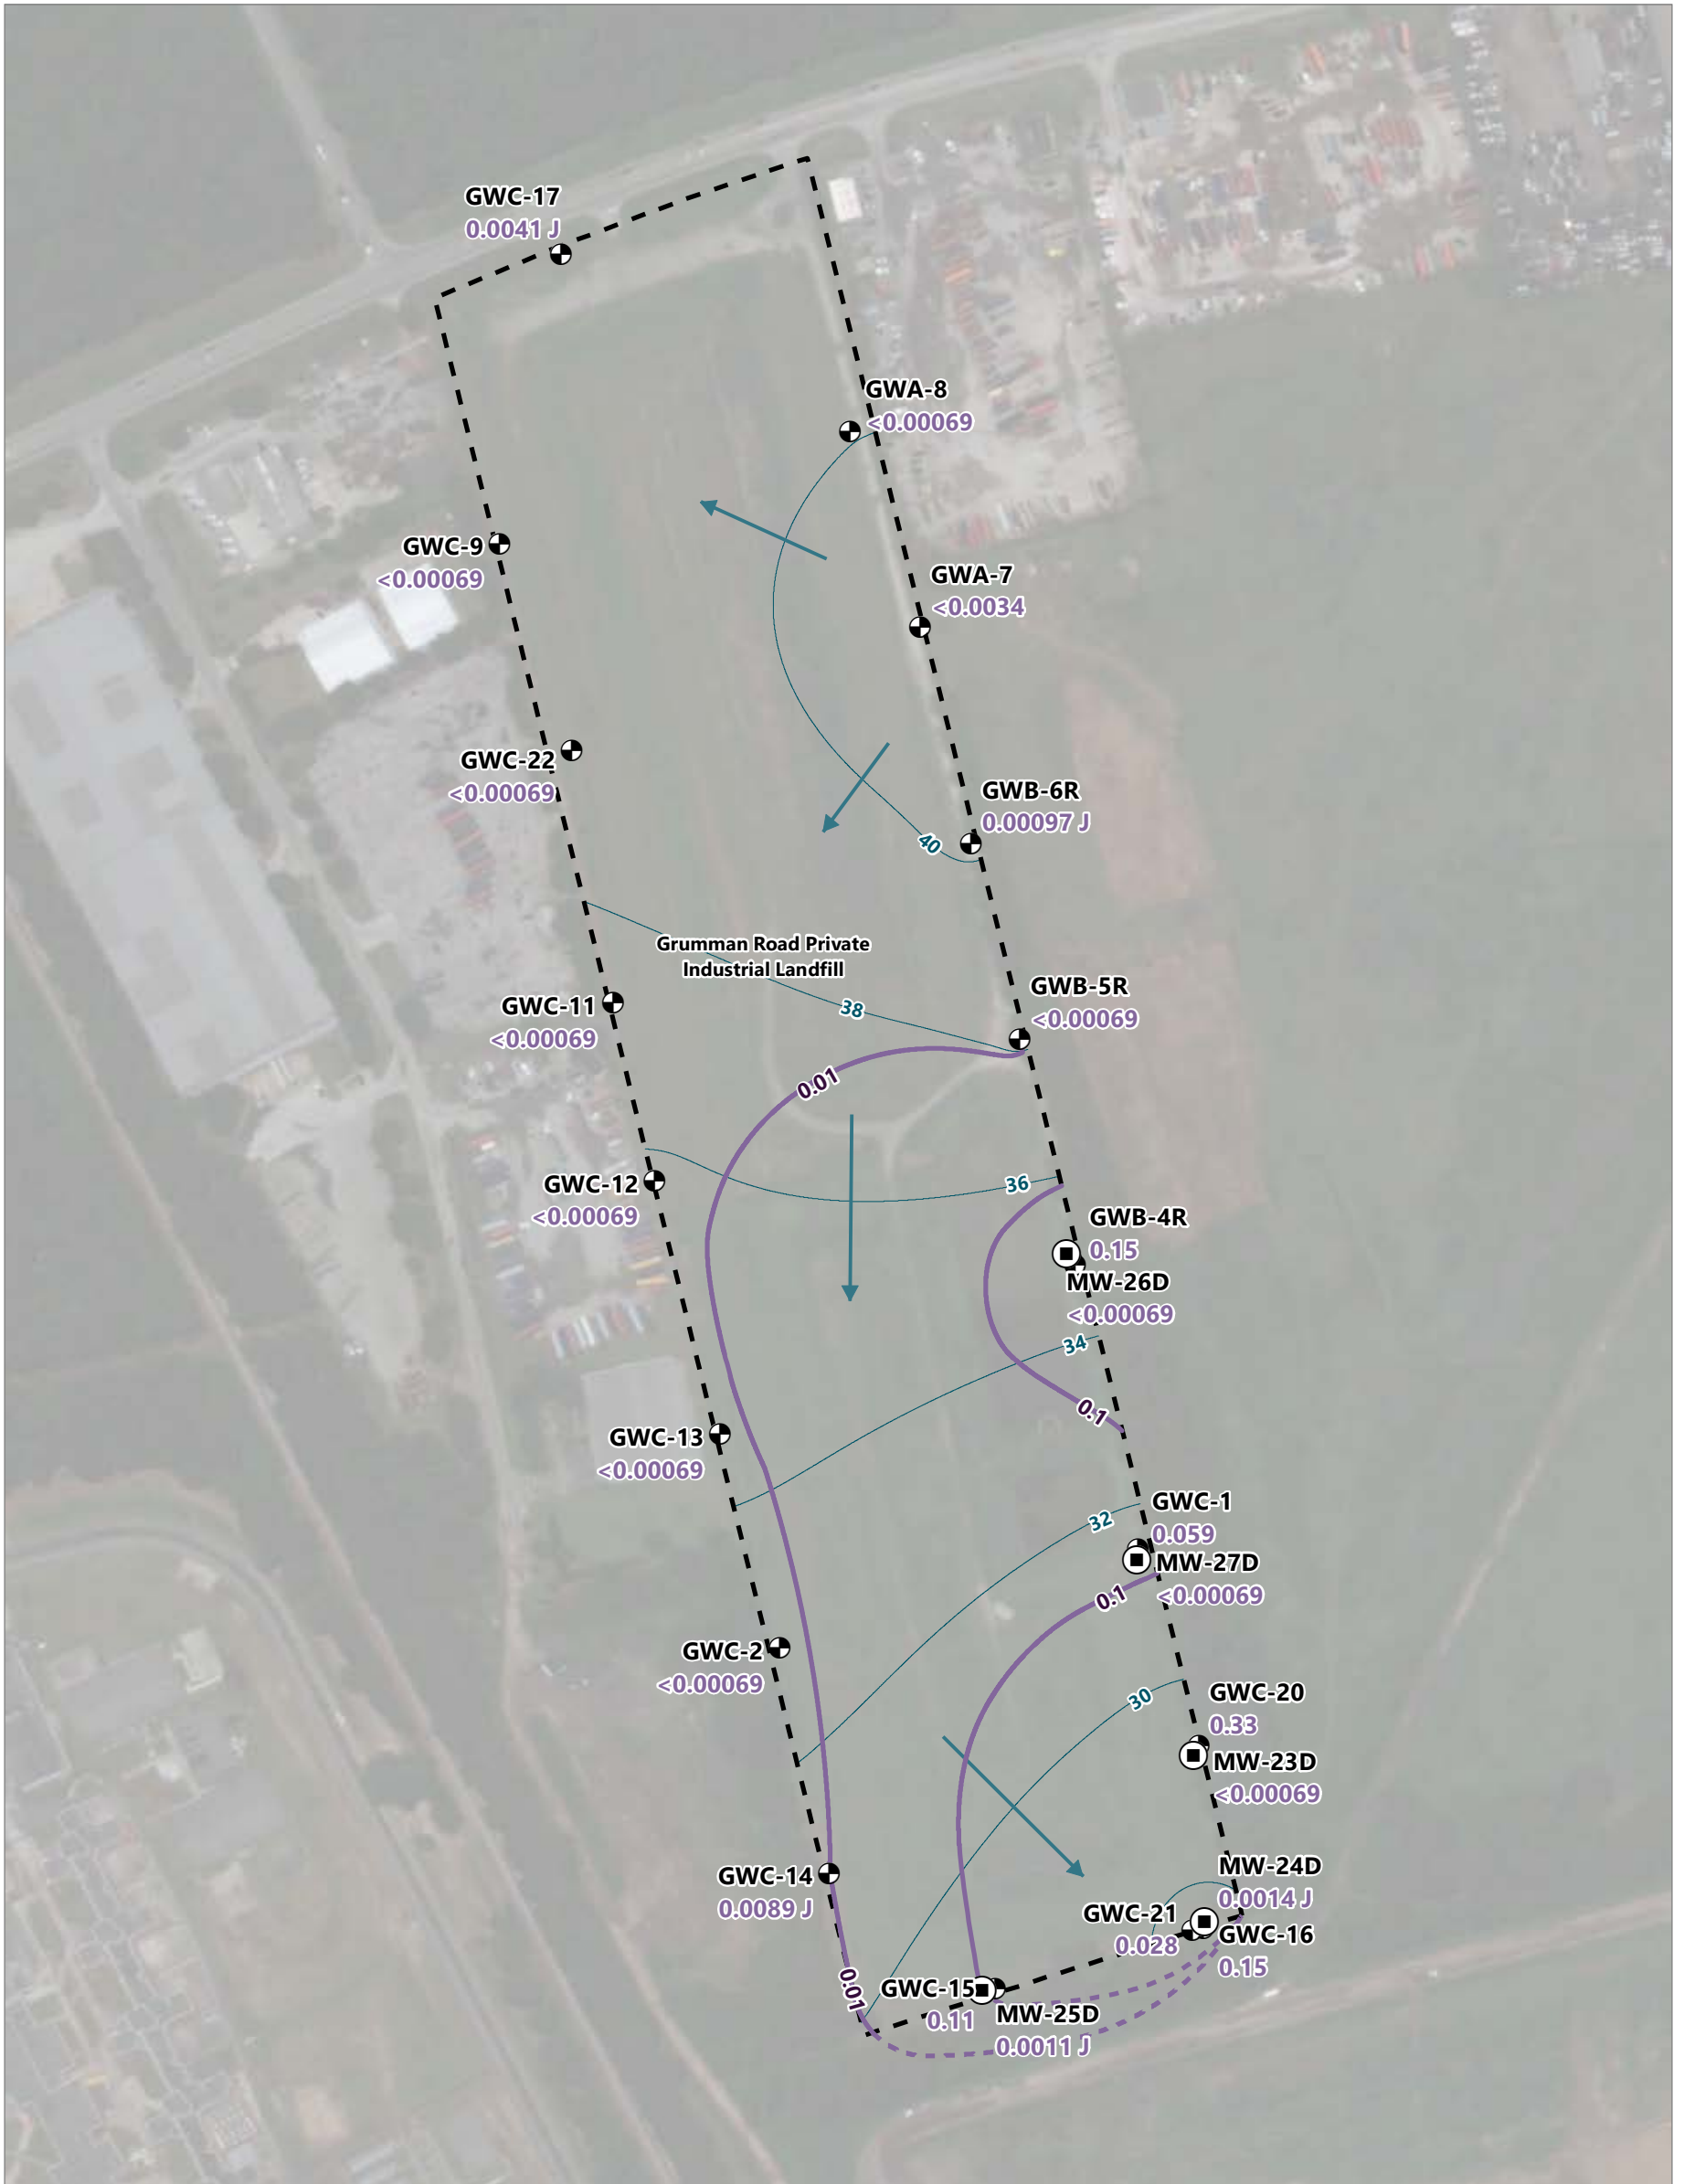 GWC-17
0.0041 J
GWA-8
<0.00069
GWC-9
<0.00069
GWA-7
<0.0034
GWC-22
<0.00069
GWB-6R
0.00097 J
40
Grumman Road Private
Industrial Landfill
38
GWB-5R
<0.00069
GWC-11
<0.00069
0.01
GWC-12
<0.00069
36
GWB-4R
0.15
MW-26D
<0.00069
34
0.1
GWC-13
<0.00069
GWC-1
0.059
32
MW-27D
<0.00069
0.1
GWC-2
<0.00069
30
GWC-20
0.33
MW-23D
<0.00069
GWC-14
0.0089 J
MW-24D
0.0014 J
GWC-21
0.028
GWC-16
0.15
0.01
GWC-15
0.11
MW-25D
0.0011 J